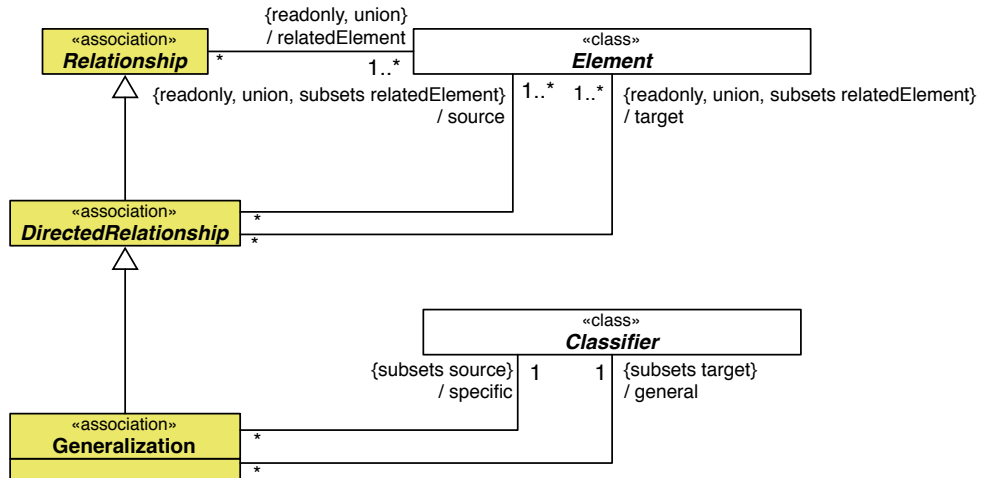 {readonly, union}
/ relatedElement
«association»
Relationship
*
1..*
«class»
Element
{readonly, union, subsets relatedElement}
/ source
1..*
1..*
{readonly, union, subsets relatedElement}
/ target
«association»
DirectedRelationship
*
*
«class»
Classifier
{subsets source}
/ specific
1
1
{subsets target}
/ general
«association»
Generalization
*
*